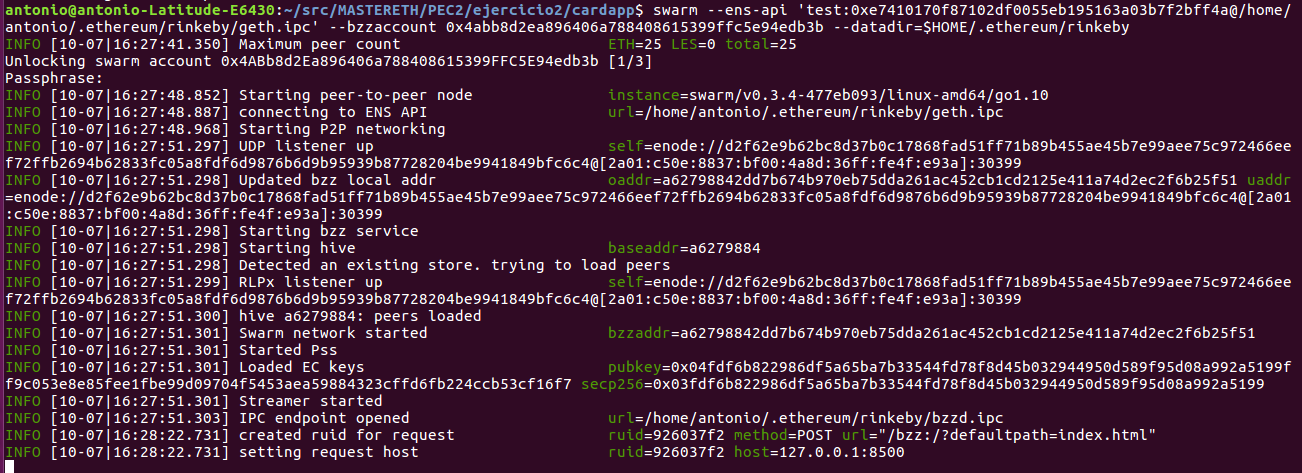 antonio@antonio-Latitude-E6430:~/src/MASTERETH/PEC2/ejercicio2/cardapp$ swarm --ens-api 'test:0xe7410170f87102df0055eb195163a03b7f2bff4a@/home/
antonio/.ethereum/rinkeby/geth.ipc' --bzzaccount 0x4abb8d2ea896406a788408615399ffc5e94edb3b --datadir=$HOME/.ethereum/rinkeby
INFO [10-07|16:27:41.350] Maximum peer count                       ETH=25 LES=0 total=25
Unlocking swarm account 0x4ABb8d2Ea896406a788408615399FFC5E94edb3b [1/3]
Passphrase:
INFO [10-07|16:27:48.852] Starting peer-to-peer node               instance=swarm/v0.3.4-477eb093/linux-amd64/go1.10
INFO [10-07|16:27:48.887] connecting to ENS API                    url=/home/antonio/.ethereum/rinkeby/geth.ipc
INFO [10-07|16:27:48.968] Starting P2P networking
INFO [10-07|16:27:51.297] UDP listener up                          self=enode://d2f62e9b62bc8d37b0c17868fad51ff71b89b455ae45b7e99aee75c972466ee
f72ffb2694b62833fc05a8fdf6d9876b6d9b95939b87728204be9941849bfc6c4@[2a01:c50e:8837:bf00:4a8d:36ff:fe4f:e93a]:30399
INFO [10-07|16:27:51.298] Updated bzz local addr                   oaddr=a62798842dd7b674b970eb75dda261ac452cb1cd2125e411a74d2ec2f6b25f51 uaddr
=enode://d2f62e9b62bc8d37b0c17868fad51ff71b89b455ae45b7e99aee75c972466eef72ffb2694b62833fc05a8fdf6d9876b6d9b95939b87728204be9941849bfc6c4@[2a01
:c50e:8837:bf00:4a8d:36ff:fe4f:e93a]:30399
INFO [10-07|16:27:51.298] Starting bzz service
INFO [10-07|16:27:51.298] Starting hive                            baseaddr=a6279884
INFO [10-07|16:27:51.298] Detected an existing store. trying to load peers
INFO [10-07|16:27:51.299] RLPx listener up                         self=enode://d2f62e9b62bc8d37b0c17868fad51ff71b89b455ae45b7e99aee75c972466ee
f72ffb2694b62833fc05a8fdf6d9876b6d9b95939b87728204be9941849bfc6c4@[2a01:c50e:8837:bf00:4a8d:36ff:fe4f:e93a]:30399
INFO [10-07|16:27:51.300] hive a6279884: peers loaded
INFO [10-07|16:27:51.301] Swarm network started                    bzzaddr=a62798842dd7b674b970eb75dda261ac452cb1cd2125e411a74d2ec2f6b25f51
INFO [10-07|16:27:51.301] Started Pss
INFO [10-07|16:27:51.301] Loaded EC keys                           pubkey=0x04fdf6b822986df5a65ba7b33544fd78f8d45b032944950d589f95d08a992a5199f
f9c053e8e85fee1fbe99d09704f5453aea59884323cffd6fb224ccb53cf16f7 secp256=0x03fdf6b822986df5a65ba7b33544fd78f8d45b032944950d589f95d08a992a5199
INFO [10-07|16:27:51.301] Streamer started
INFO [10-07|16:27:51.303] IPC endpoint opened                      url=/home/antonio/.ethereum/rinkeby/bzzd.ipc
INFO [10-07|16:28:22.731] created ruid for request                 ruid=926037f2 method=POST url="/bzz:/?defaultpath=index.html"
INFO [10-07|16:28:22.731] setting request host                     ruid=926037f2 host=127.0.0.1:8500